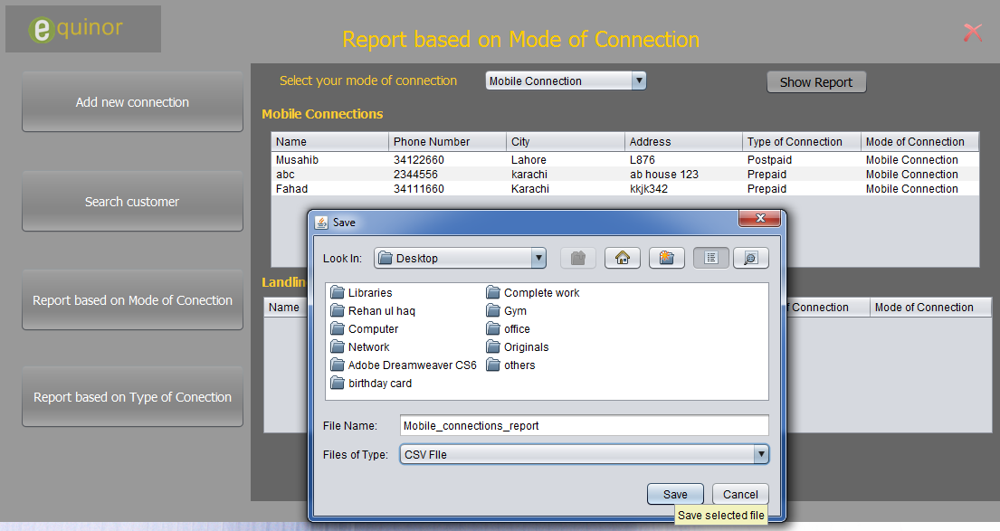 equinor
Report based on Mode of Connection
Add new connection
Search customer
Report based on Mode of Conection
Report based on Type of Conection
Select your mode of connection Mobile Connection Show Report
Mobile Connections
Name Phone Number City Address Type of Connection Mode of Connection
Musahib 34122660 Lahore L876 Postpaid Mobile Connection
abc 2344556 karachi ab house 123 Prepaid Mobile Connection
Fahad 34111660 Karachi kkjk342 Prepaid Mobile Connection
Landlin
Name f Connection Mode of Connection
Save
Look In: Desktop
Libraries Complete work
Rehan ul haq Gym
Computer office
Network Originals
Adobe Dreamweaver CS6 others
birthday card
File Name: Mobile_connections_report
Files of Type: CSV FIle
Save Cancel
Save selected file